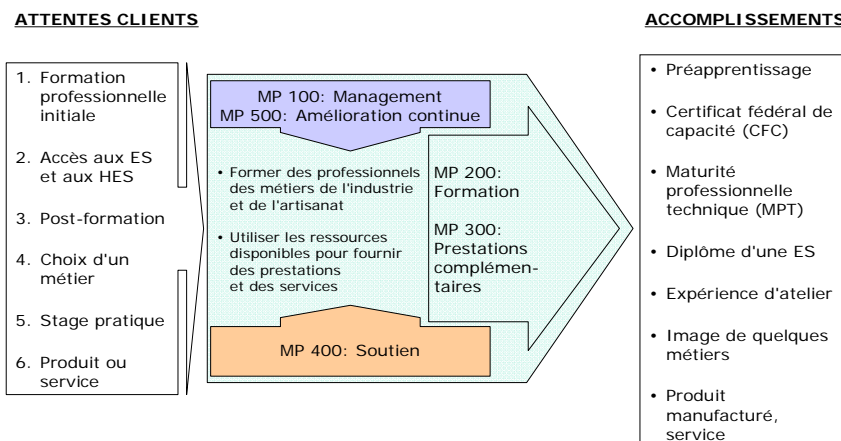 ATTENTES CLIENTS
1. Formation
professionnelle
initiale
2. Accès aux ES
et aux HES
3. Post-formation
4. Choix d'un
métier
5. Stage pratique
6. Produit ou
service
MP 100: Management
MP 500: Amélioration continue
• Former des professionnels
des métiers de l'industrie
et de l'artisanat
• Utiliser les ressources
disponibles pour fournir
des prestations
et des services
MP 200:
Formation
MP 300:
Prestations
complémen-
taires
MP 400: Soutien
ACCOMPLISSEMENTS
• Préapprentissage
• Certificat fédéral de
capacité (CFC)
• Maturité
professionnelle
technique (MPT)
• Diplôme d'une ES
• Expérience d'atelier
• Image de quelques
métiers
• Produit
manufacturé,
service